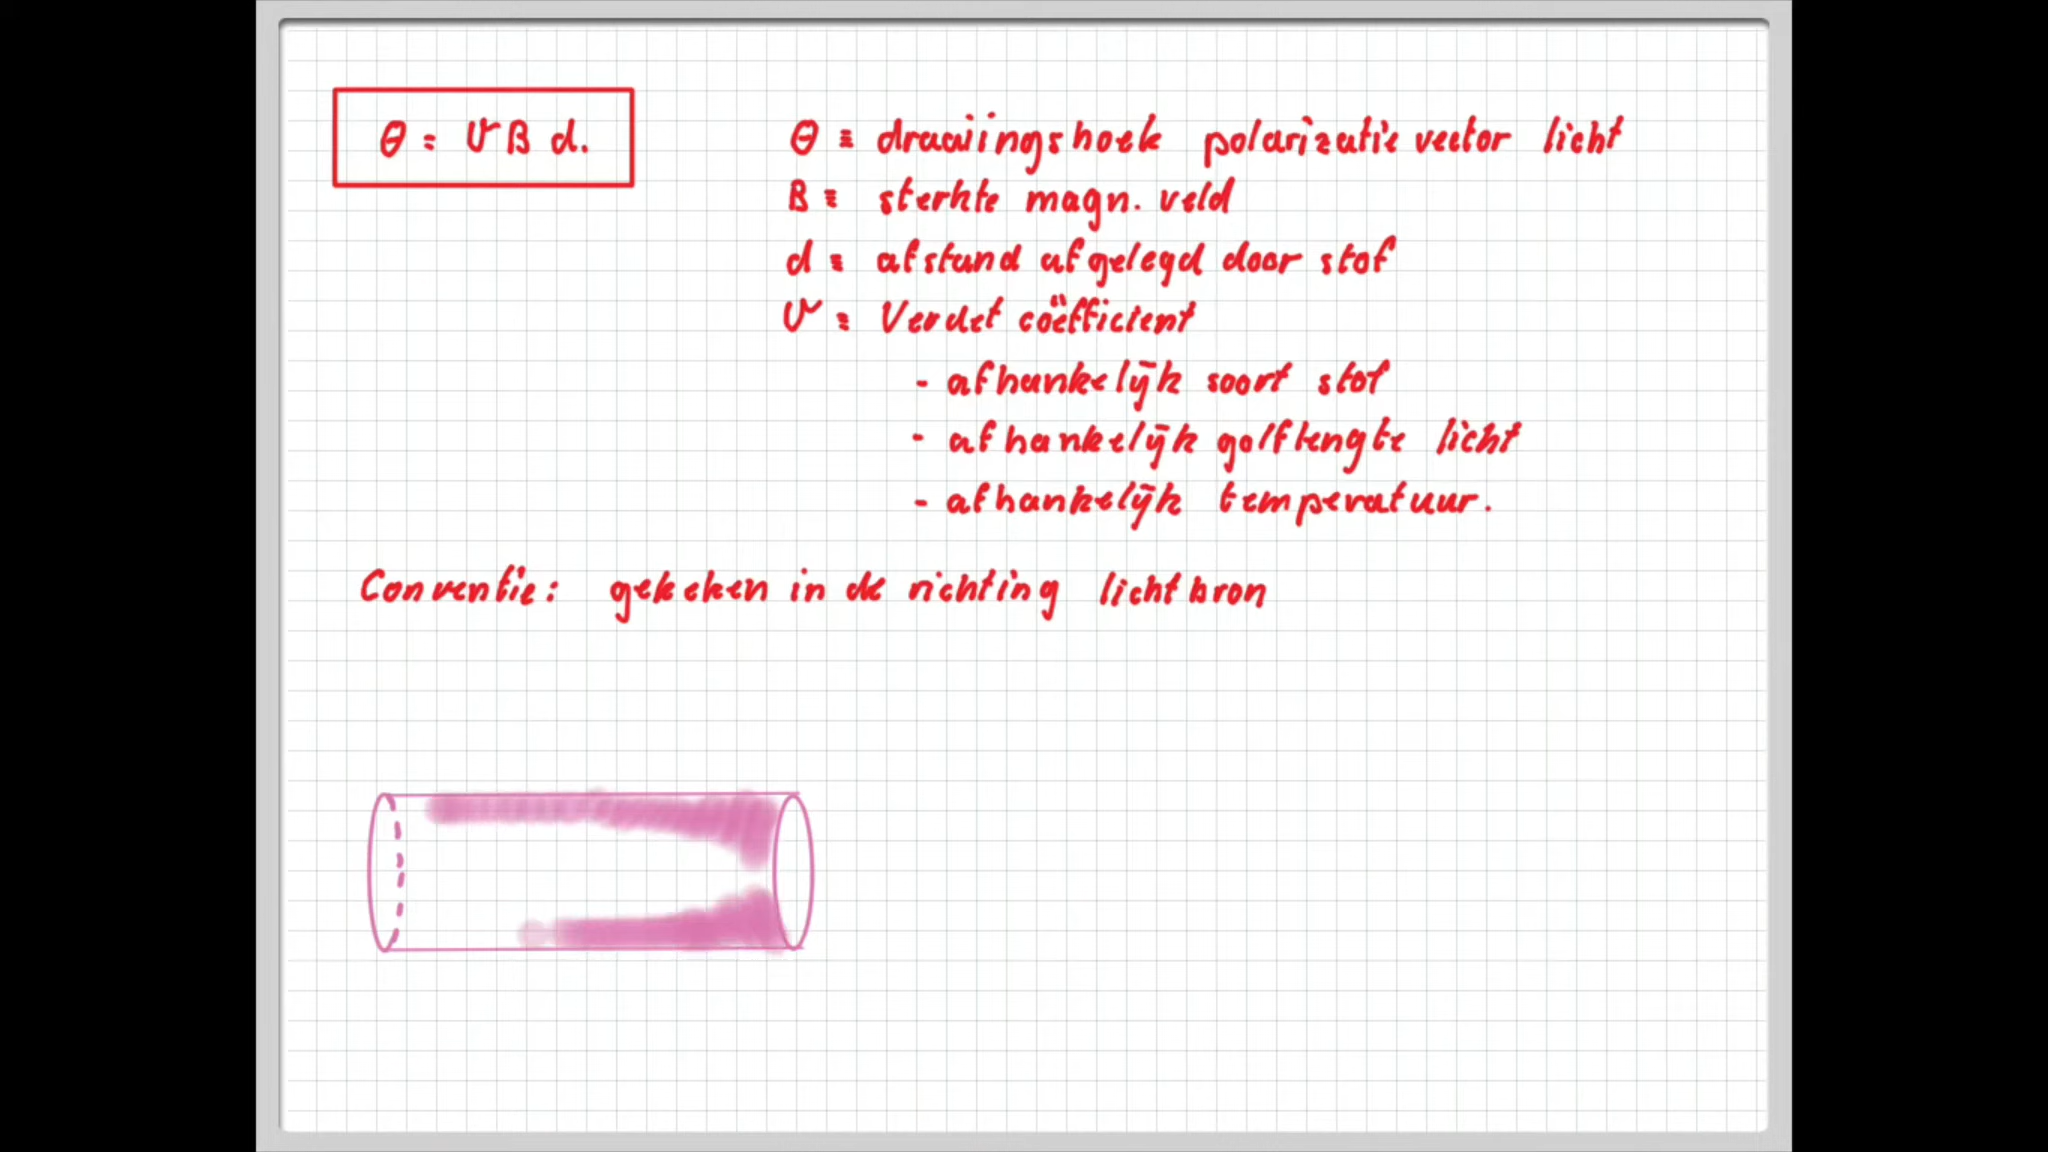 θ = 𝒱 B d.
θ ≡ draaiingshoek polarizatie vector licht
B ≡ sterkte magn. veld
d ≡ afstand afgelegd door stof
𝒱 ≡ Verdet coëfficient
- afhankelijk soort stof
- afhankelijk golflengte licht
- afhankelijk temperatuur.
Conventie: gekeken in de richting lichtbron